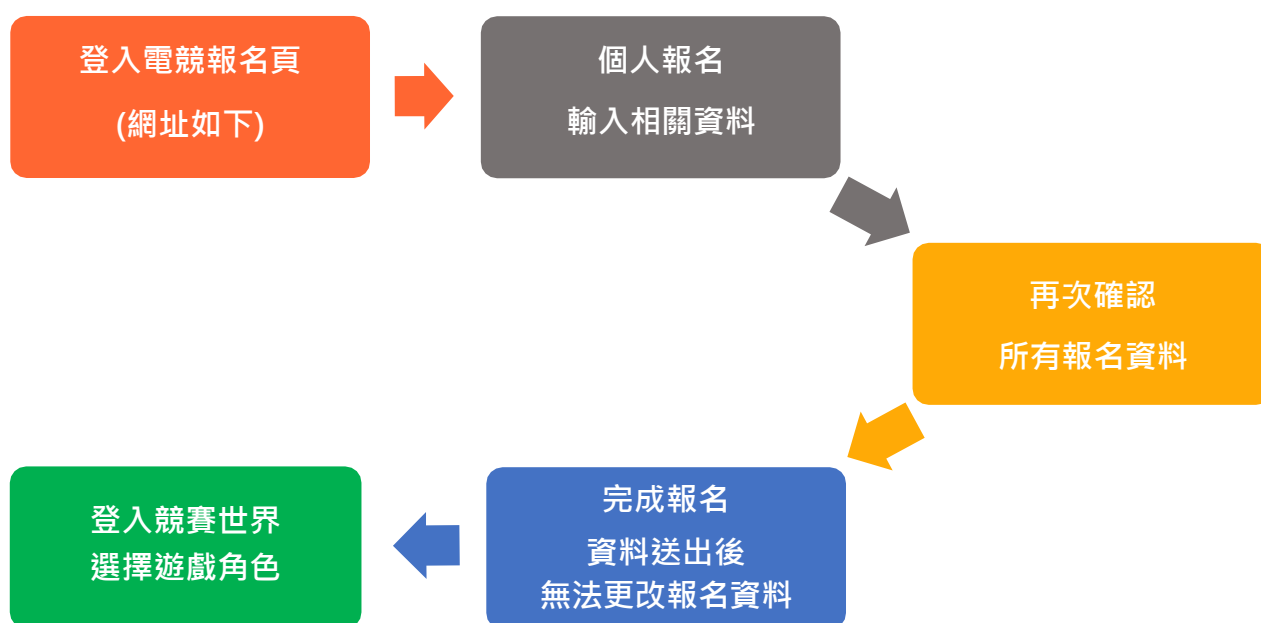 登入電競報名頁
(網址如下)
個人報名
輸入相關資料
再次確認
所有報名資料
完成報名
資料送出後
無法更改報名資料
登入競賽世界
選擇遊戲角色